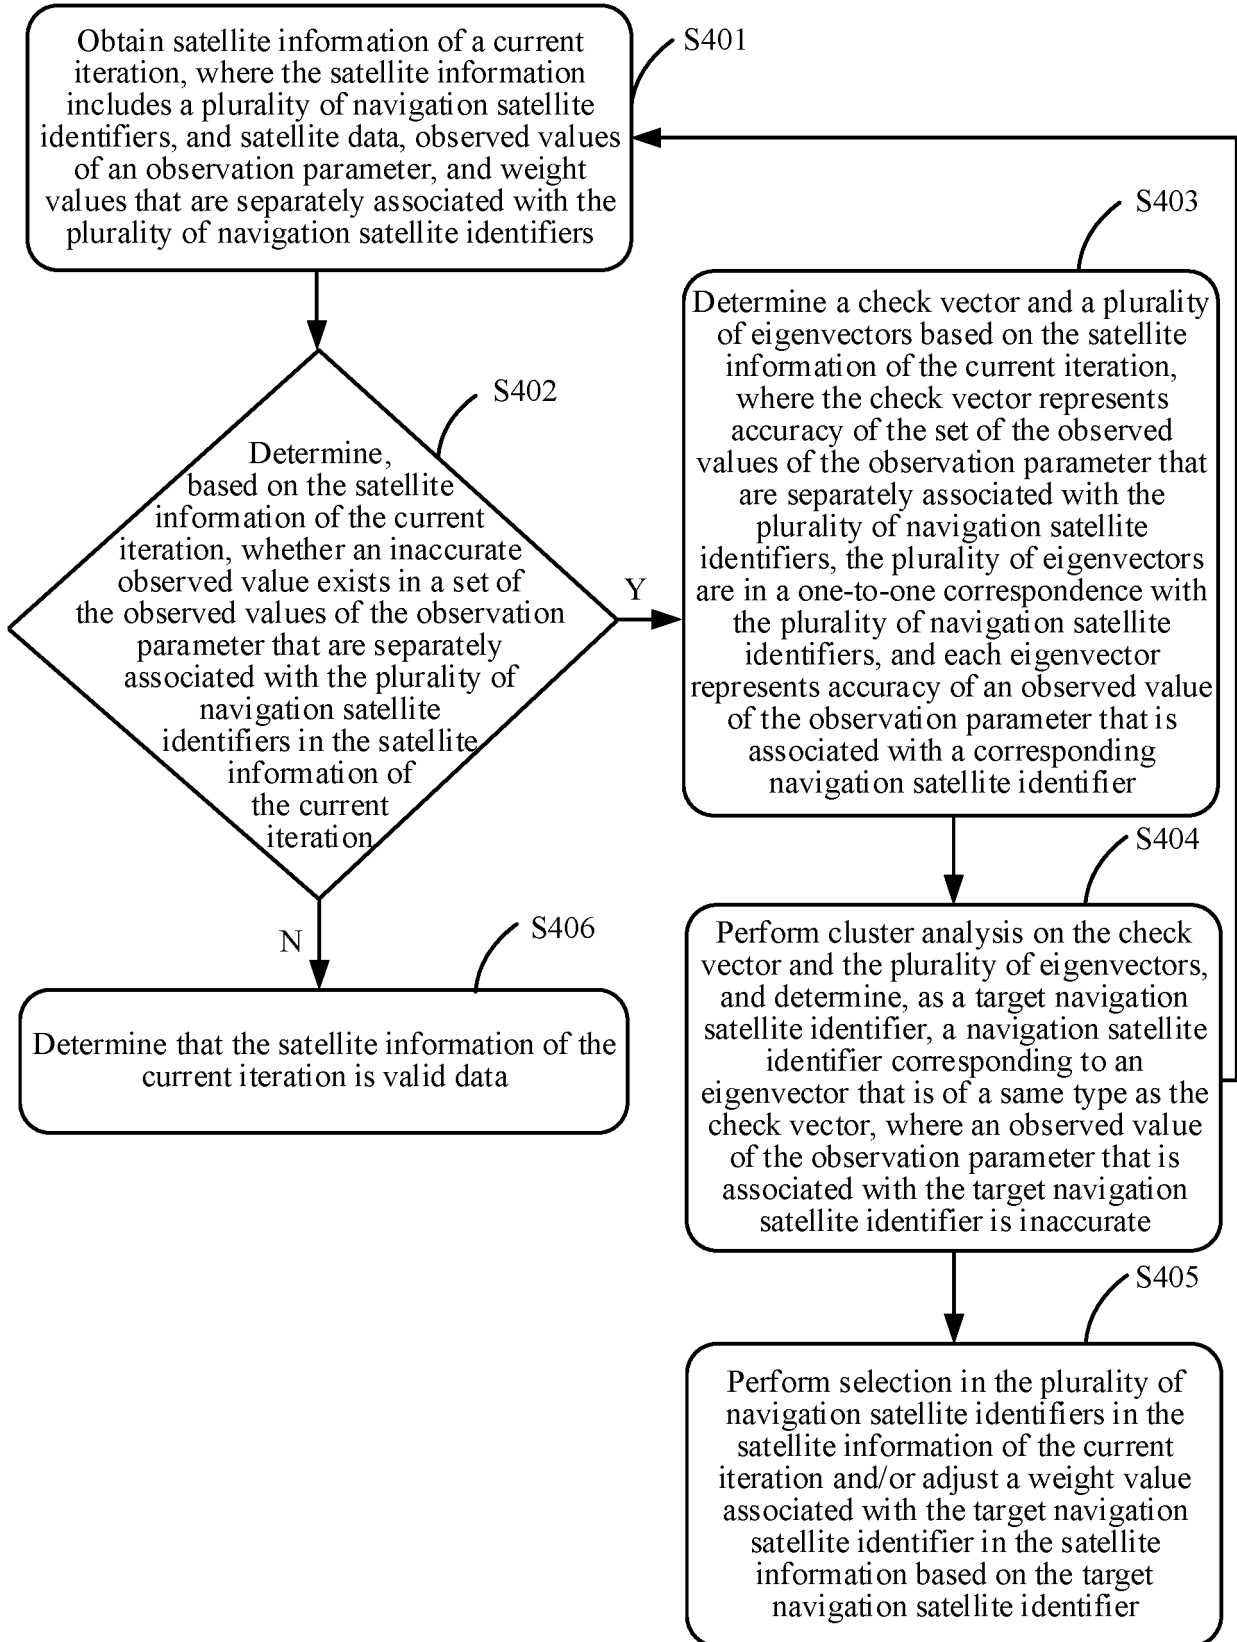 Obtain satellite information of a current
iteration, where the satellite information
includes a plurality of navigation satellite
identifiers, and satellite data, observed values
of an observation parameter, and weight
values that are separately associated with the
plurality of navigation satellite identifiers
S401
S402
Determine,
based on the satellite
information of the current
iteration, whether an inaccurate
observed value exists in a set of
the observed values of the observation
parameter that are separately
associated with the plurality of
navigation satellite
identifiers in the satellite
information of
the current
iteration
Y
N
S403
Determine a check vector and a plurality
of eigenvectors based on the satellite
information of the current iteration,
where the check vector represents
accuracy of the set of the observed
values of the observation parameter that
are separately associated with the
plurality of navigation satellite
identifiers, the plurality of eigenvectors
are in a one-to-one correspondence with
the plurality of navigation satellite
identifiers, and each eigenvector
represents accuracy of an observed value
of the observation parameter that is
associated with a corresponding
navigation satellite identifier
S404
Perform cluster analysis on the check
vector and the plurality of eigenvectors,
and determine, as a target navigation
satellite identifier, a navigation satellite
identifier corresponding to an
eigenvector that is of a same type as the
check vector, where an observed value
of the observation parameter that is
associated with the target navigation
satellite identifier is inaccurate
S406
Determine that the satellite information of the
current iteration is valid data
S405
Perform selection in the plurality of
navigation satellite identifiers in the
satellite information of the current
iteration and/or adjust a weight value
associated with the target navigation
satellite identifier in the satellite
information based on the target
navigation satellite identifier